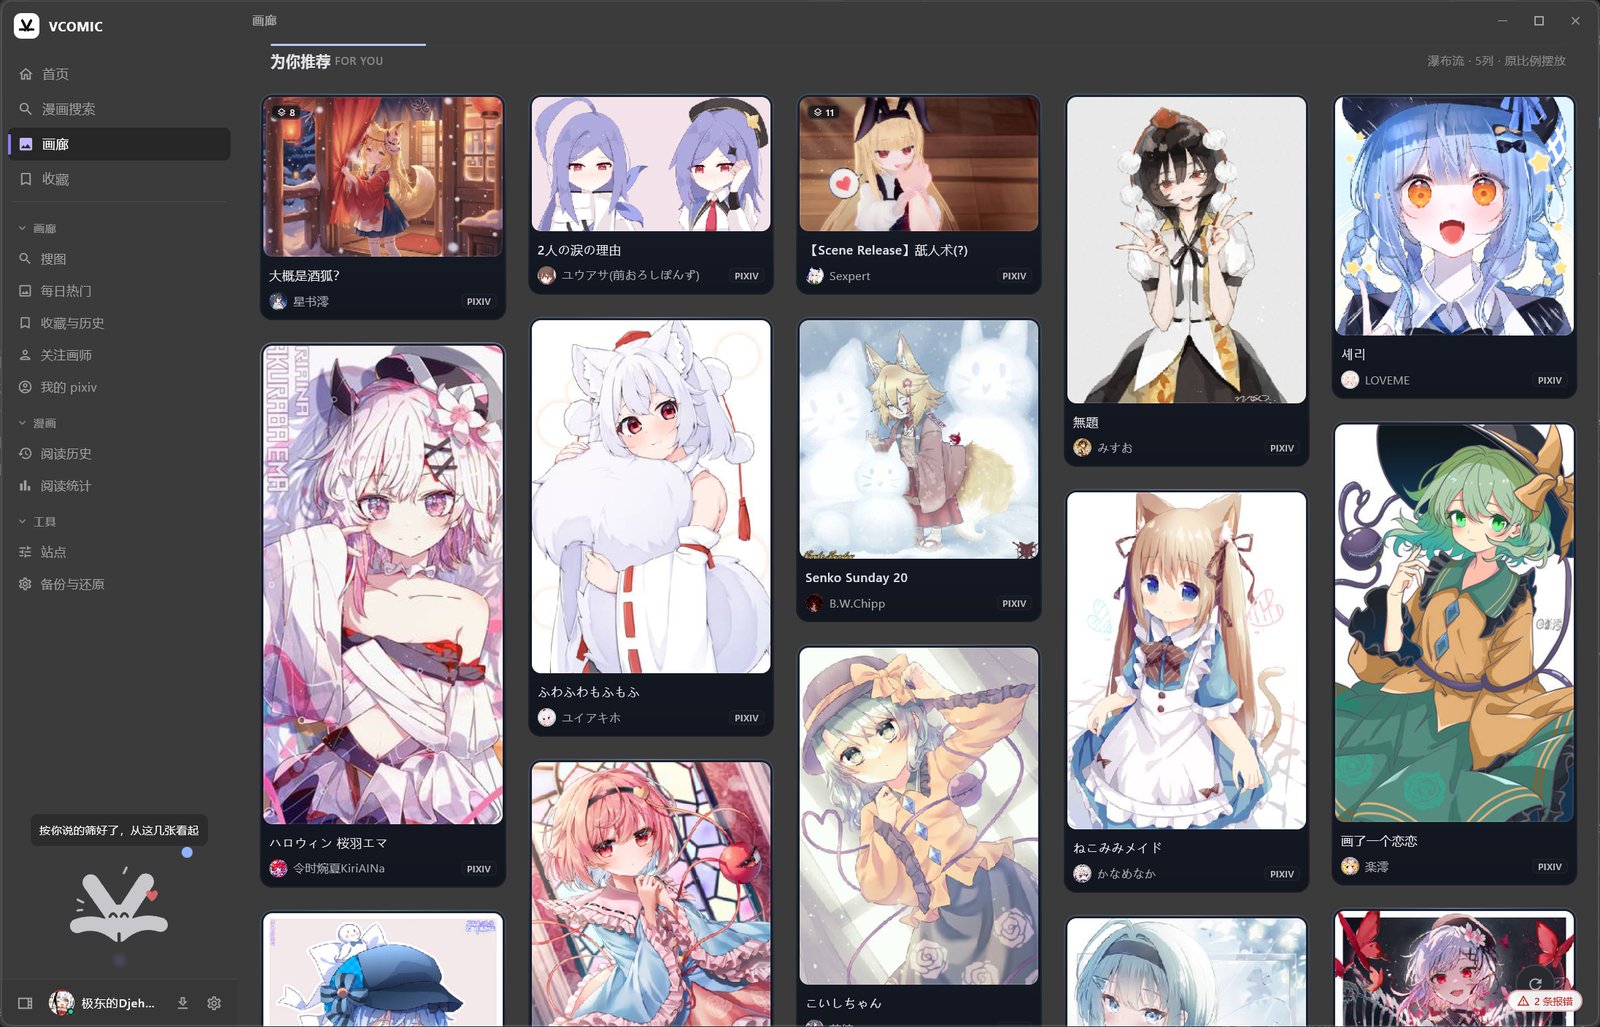 VCOMIC
首页
漫画搜索
画廊
收藏
画廊
搜图
每日热门
收藏与历史
关注画师
我的 pixiv
漫画
阅读历史
阅读统计
工具
站点
备份与还原
按你说的筛好了，从这几张看起
极东的Djeh...
画廊
为你推荐 FOR YOU
瀑布流 · 5列 · 原比例摆放
8
大概是酒狐？
星书澪
PIXIV
2人の涙の理由
ユウアサ(前おろしぽんず)
PIXIV
11
【Scene Release】舐人术(?)
Sexpert
PIXIV
無題
みすお
PIXIV
셰리
LOVEME
PIXIV
ハロウィン 桜羽エマ
令时婉夏KiriAINa
PIXIV
ふわふわもふもふ
ユイアキホ
PIXIV
Senko Sunday 20
B.W.Chipp
PIXIV
ねこみみメイド
かなめなか
PIXIV
画了一个恋恋
楽澪
PIXIV
こいしちゃん
2 条报错